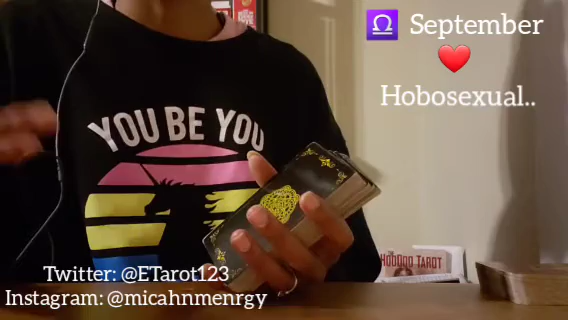 ♎ September
❤️
Hobosexual..
YOU BE YOU
HOODOO TAROT
Twitter: @ETarot123
Instagram: @micahnmenrgy